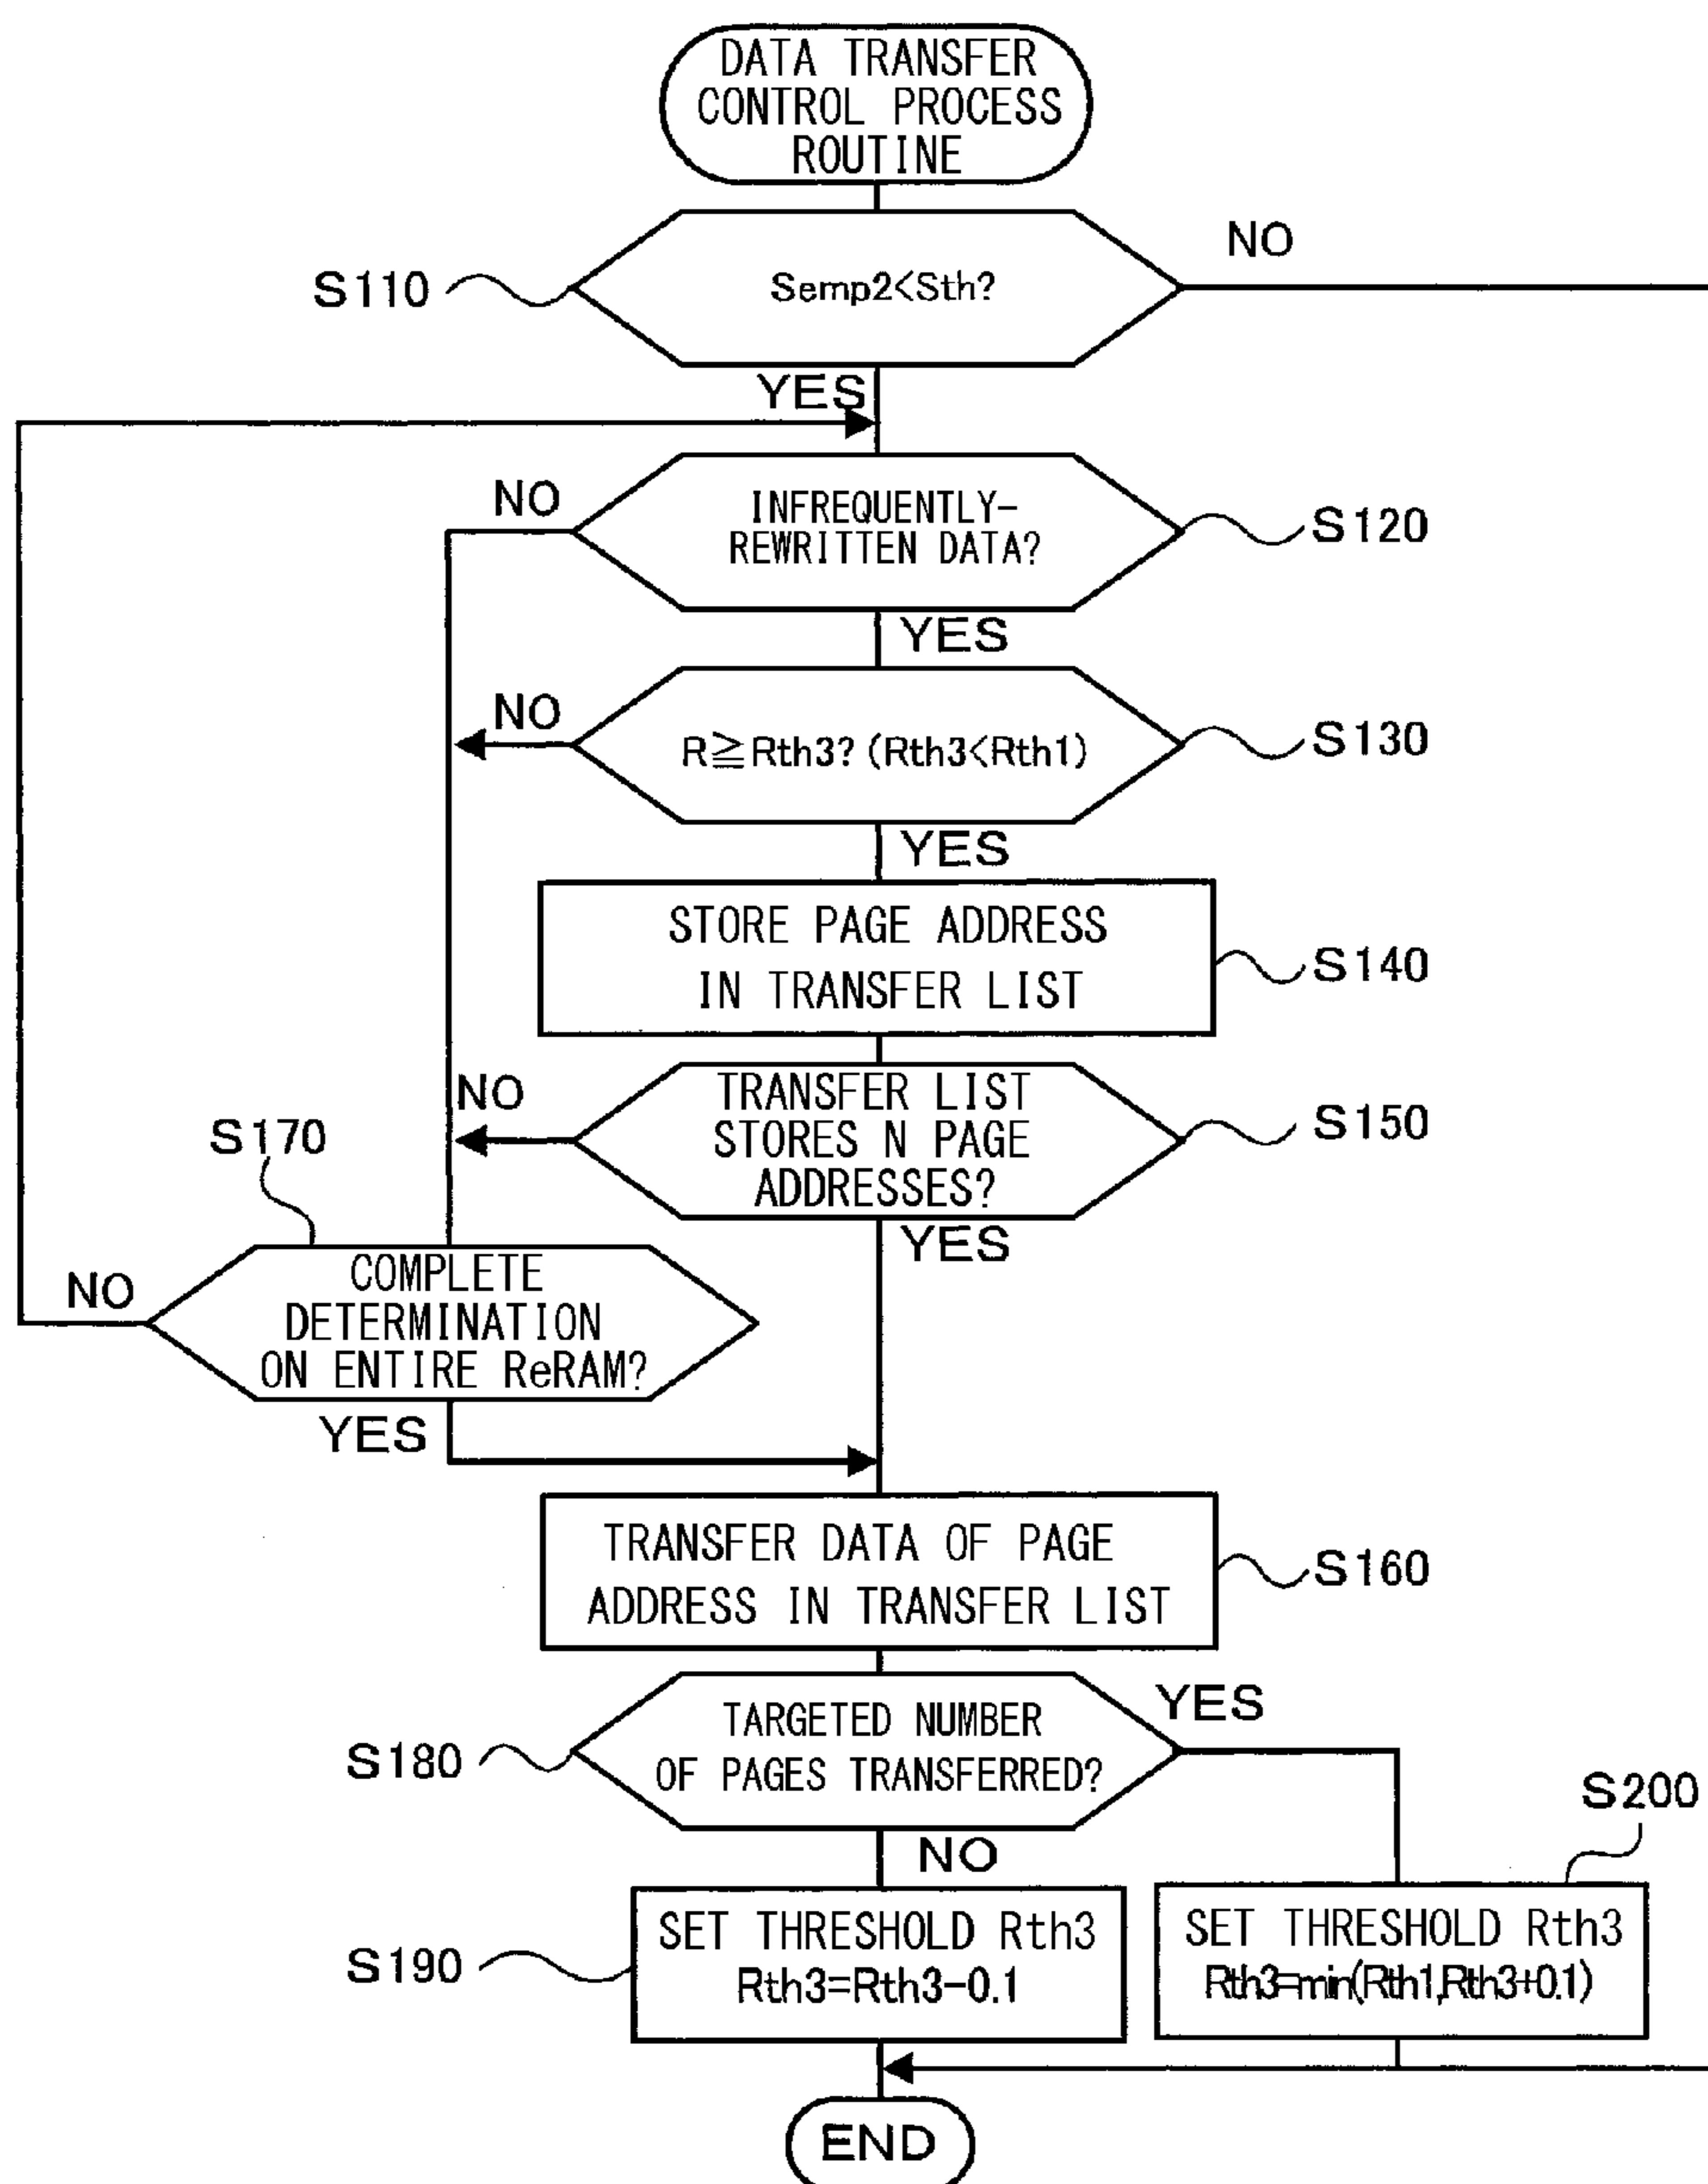 DATA TRANSFER
CONTROL PROCESS
ROUTINE
NO
S110
Semp2<Sth?
YES
NO
INFREQUENTLY-
REWRITTEN DATA?
S120
YES
NO
R≧Rth3? (Rth3<Rth1)
S130
YES
STORE PAGE ADDRESS
IN TRANSFER LIST
S140
NO
TRANSFER LIST
STORES N PAGE
ADDRESSES?
S150
S170
YES
NO
COMPLETE
DETERMINATION
ON ENTIRE ReRAM?
YES
TRANSFER DATA OF PAGE
ADDRESS IN TRANSFER LIST
S160
YES
TARGETED NUMBER
OF PAGES TRANSFERRED?
S180
S200
NO
SET THRESHOLD Rth3
Rth3=Rth3-0.1
S190
SET THRESHOLD Rth3
Rth3=min(Rth1,Rth3+0.1)
END